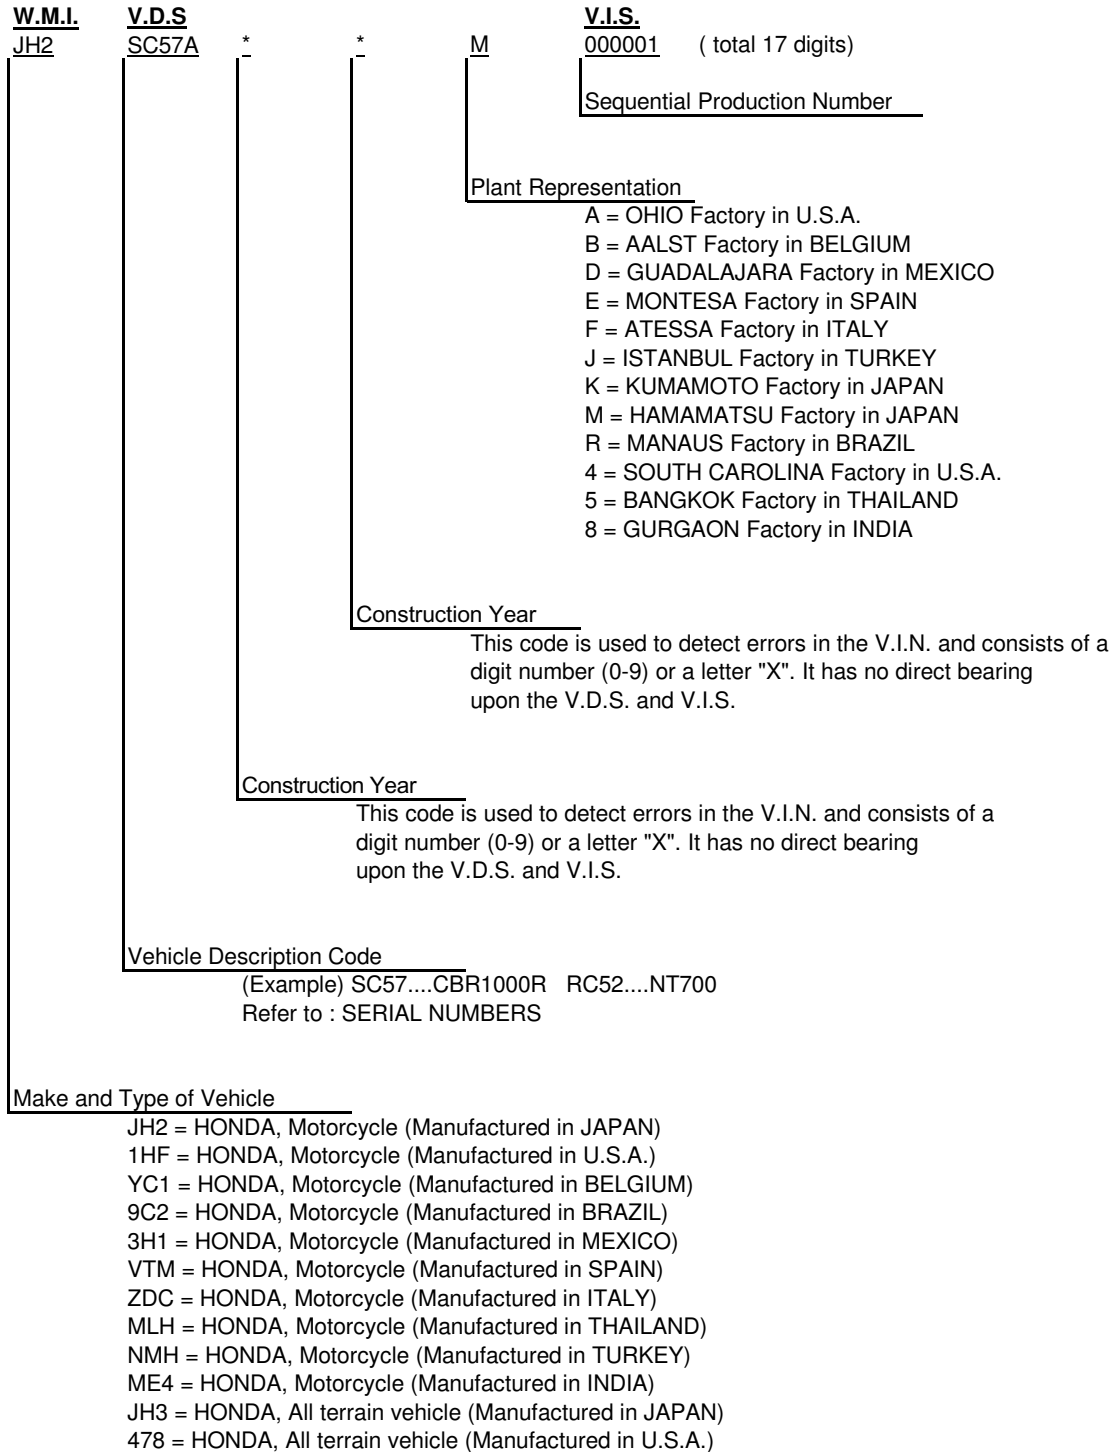 W.M.I. V.D.S V.I.S.
JH2 SC57A * * M 000001 ( total 17 digits)
Sequential Production Number
Plant Representation
A = OHIO Factory in U.S.A.
B = AALST Factory in BELGIUM
D = GUADALAJARA Factory in MEXICO
E = MONTESA Factory in SPAIN
F = ATESSA Factory in ITALY
J = ISTANBUL Factory in TURKEY
K = KUMAMOTO Factory in JAPAN
M = HAMAMATSU Factory in JAPAN
R = MANAUS Factory in BRAZIL
4 = SOUTH CAROLINA Factory in U.S.A.
5 = BANGKOK Factory in THAILAND
8 = GURGAON Factory in INDIA
Construction Year
This code is used to detect errors in the V.I.N. and consists of a
digit number (0-9) or a letter "X". It has no direct bearing
upon the V.D.S. and V.I.S.
Construction Year
This code is used to detect errors in the V.I.N. and consists of a
digit number (0-9) or a letter "X". It has no direct bearing
upon the V.D.S. and V.I.S.
Vehicle Description Code
(Example) SC57....CBR1000R RC52....NT700
Refer to : SERIAL NUMBERS
Make and Type of Vehicle
JH2 = HONDA, Motorcycle (Manufactured in JAPAN)
1HF = HONDA, Motorcycle (Manufactured in U.S.A.)
YC1 = HONDA, Motorcycle (Manufactured in BELGIUM)
9C2 = HONDA, Motorcycle (Manufactured in BRAZIL)
3H1 = HONDA, Motorcycle (Manufactured in MEXICO)
VTM = HONDA, Motorcycle (Manufactured in SPAIN)
ZDC = HONDA, Motorcycle (Manufactured in ITALY)
MLH = HONDA, Motorcycle (Manufactured in THAILAND)
NMH = HONDA, Motorcycle (Manufactured in TURKEY)
ME4 = HONDA, Motorcycle (Manufactured in INDIA)
JH3 = HONDA, All terrain vehicle (Manufactured in JAPAN)
478 = HONDA, All terrain vehicle (Manufactured in U.S.A.)